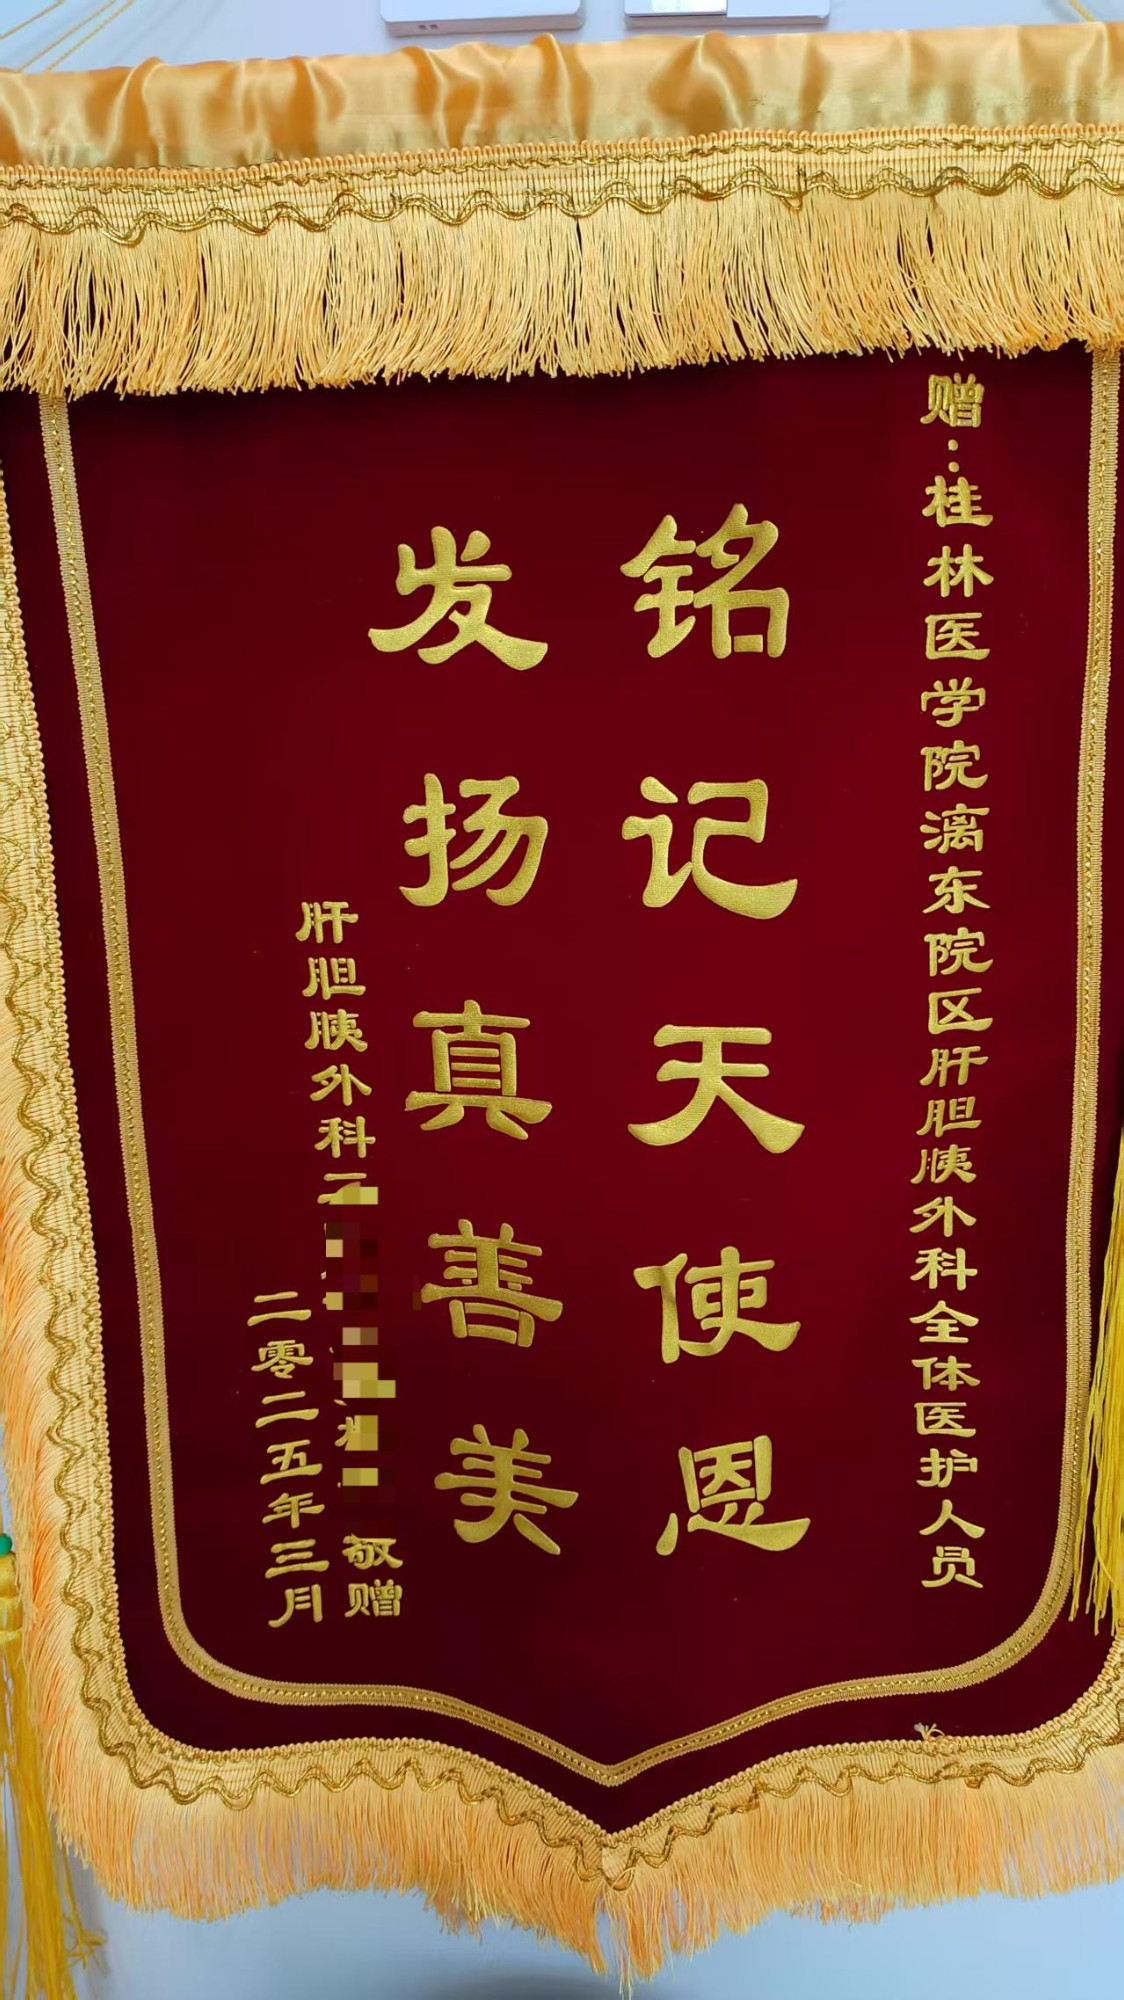 赠：桂林医学院漓东院区肝胆胰外科全体医护人员
铭记天使恩
发扬真善美
肝胆胰外科
敬赠
二零二五年三月